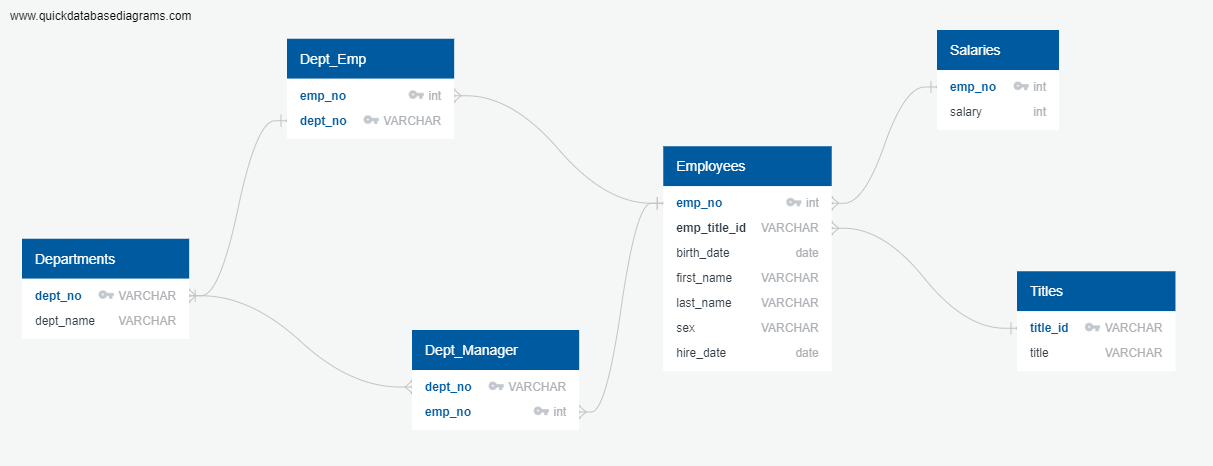 www.quickdatabasediagrams.com
Dept_Emp
emp_no int
dept_no VARCHAR
Salaries
emp_no int
salary int
Employees
emp_no int
emp_title_id VARCHAR
birth_date date
first_name VARCHAR
last_name VARCHAR
sex VARCHAR
hire_date date
Departments
dept_no VARCHAR
dept_name VARCHAR
Titles
title_id VARCHAR
title VARCHAR
Dept_Manager
dept_no VARCHAR
emp_no int